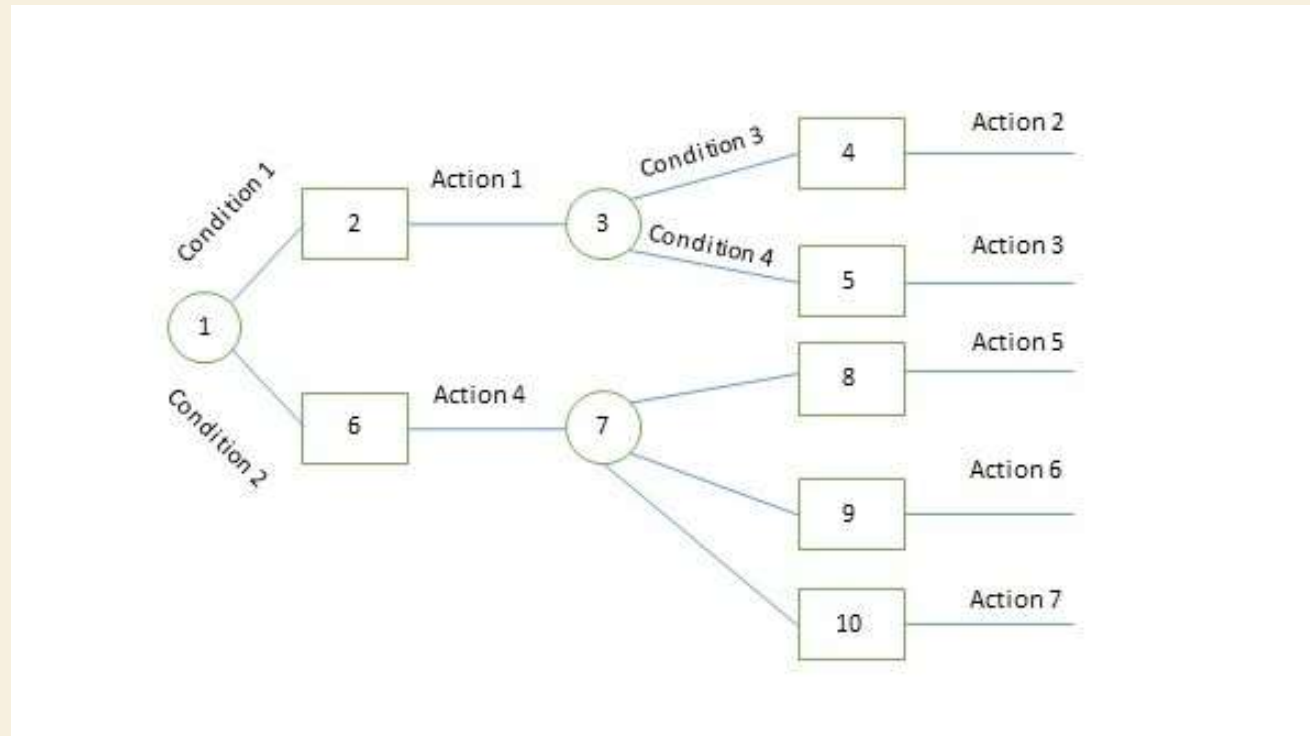 Action 2
Condition 3
4
Condition 1
Action 1
2
3
Condition 4
Action 3
5
1
Action 5
8
Condition 2
Action 4
6
7
Action 6
9
Action 7
10